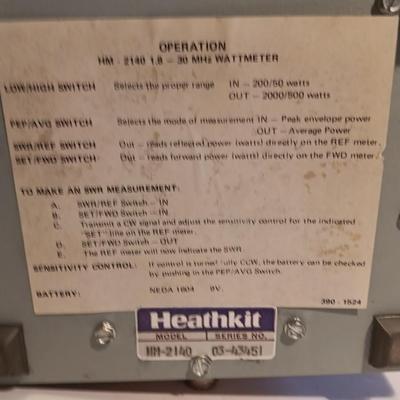 OPERATION
HM - 2140 1.8 - 30 MHz WATTMETER
LOW/HIGH SWITCH Selects the proper range IN - 200/50 watts
OUT - 2000/500 watts
PEP/AVG SWITCH Selects the mode of measurement IN - Peak envelope power
OUT - Average Power
SWR/REF SWITCH Out - reads reflected power (watts) directly on the REF meter.
SET/FWD SWITCH Out - reads forward power (watts) directly on the FWD meter.
TO MAKE AN SWR MEASUREMENT:
A. SWR/REF Switch - IN
B. SET/FWD Switch - IN
C. Transmit a CW signal and adjust the sensitivity control for the indicated
"SET" line on the REF meter.
D. SET/FWD Switch - OUT
E. The REF meter will now indicate the SWR.
SENSITIVITY CONTROL: If control is turned fully CCW, the battery can be checked
by pushing in the PEP/AVG Switch.
BATTERY: NEDA 1604 9V.
390 - 1524
Heathkit
MODEL SERIES NO.
HM-2140 03-43451